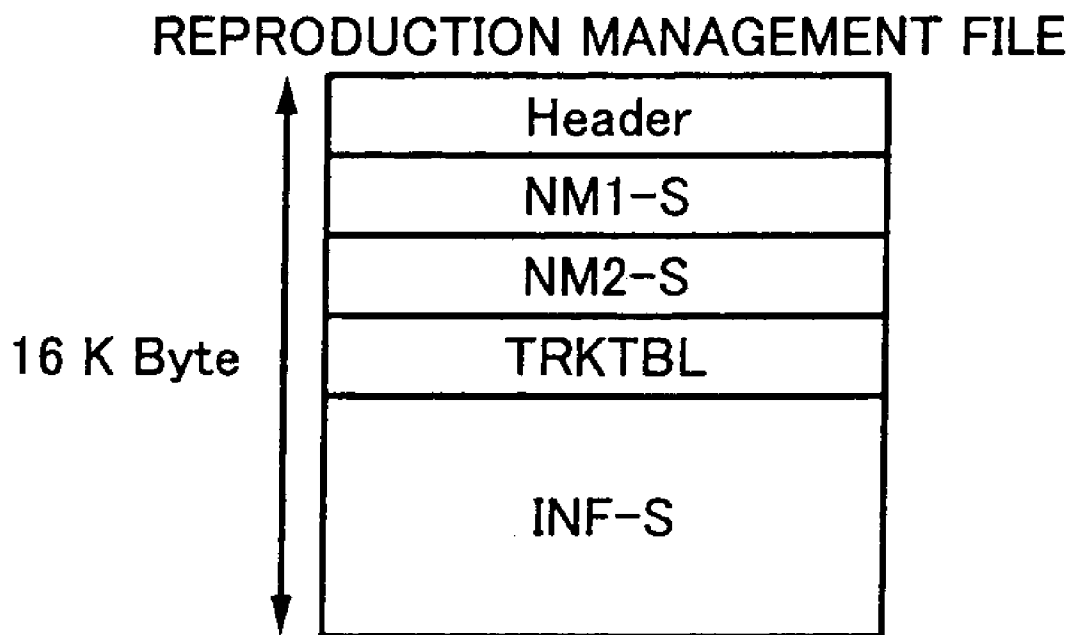 REPRODUCTION MANAGEMENT FILE
Header
NM1-S
NM2-S
TRKTBL
16 K Byte
INF-S